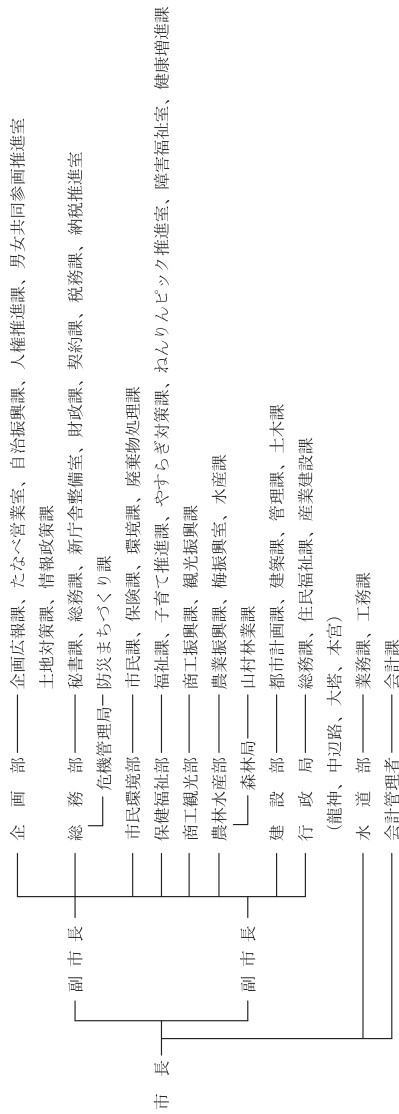 市　長
副　市　長
副　市　長
企　画　部　企画広報課、たなべ営業室、自治振興課、人権推進課、男女共同参画推進室
土地対策課、情報政策課
総　務　部　秘書課、総務課、新庁舎整備室、財政課、契約課、税務課、納税推進室
危機管理局　防災まちづくり課
市民環境部　市民課、保険課、環境課、廃棄物処理課
保健福祉部　福祉課、子育て推進課、やすらぎ対策課、ねんりんピック推進室、障害福祉室、健康増進課
商工観光部　商工振興課、観光振興課
農林水産部　農業振興課、梅振興室、水産課
森林局　山村林業課
建　設　部　都市計画課、建築課、管理課、土木課
行　政　局　総務課、住民福祉課、産業建設課
（龍神、中辺路、大塔、本宮）
水　道　部　業務課、工務課
会計管理者　会計課